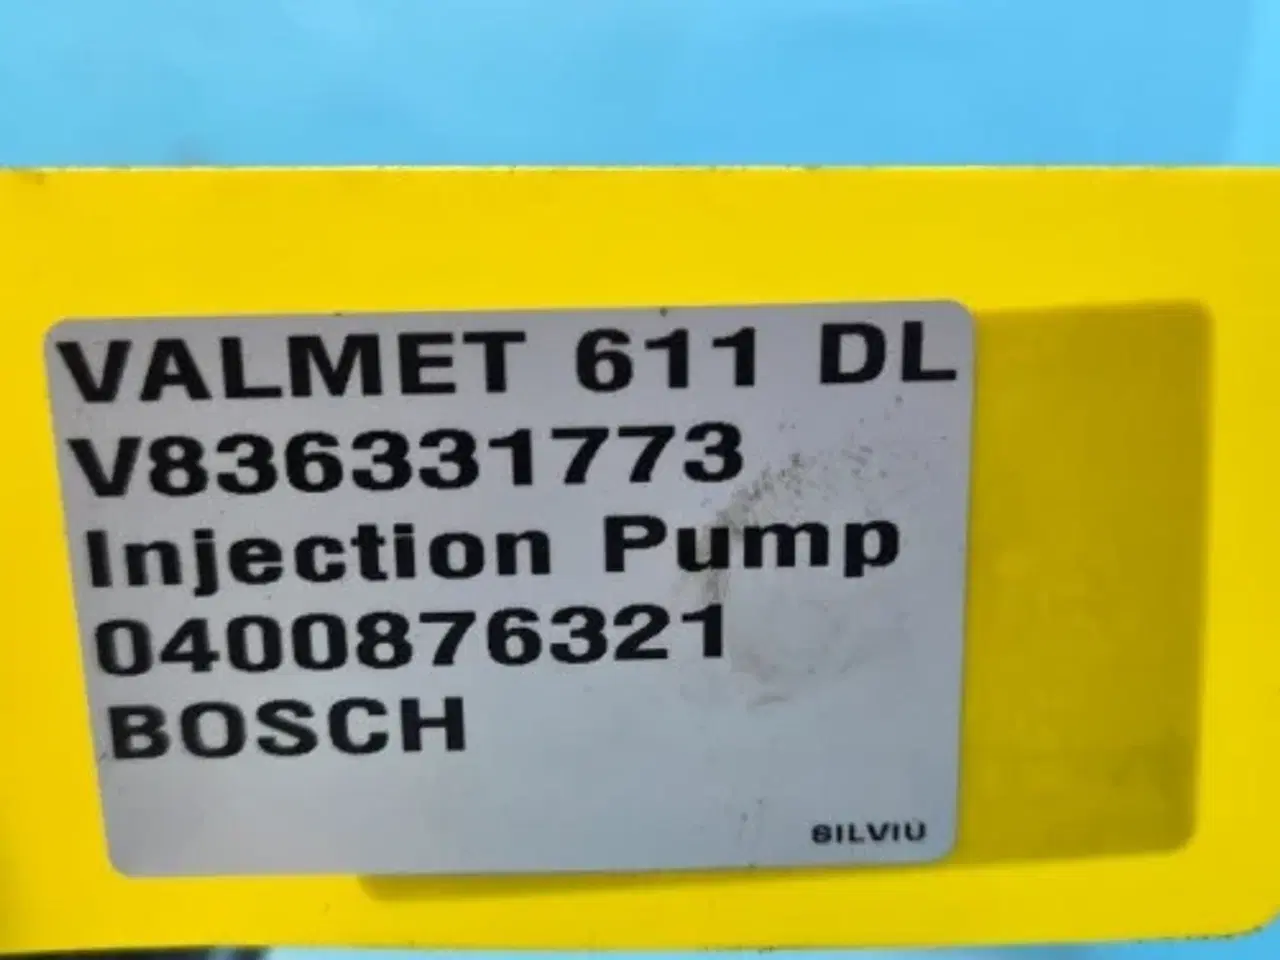 VALMET 611 DL
V836331773
Injection Pump
0400876321
BOSCH
SILVIU